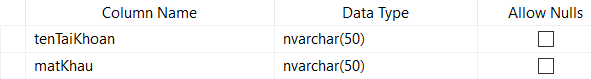 Column Name Data Type Allow Nulls
tenTaiKhoan nvarchar(50)
matKhau nvarchar(50)